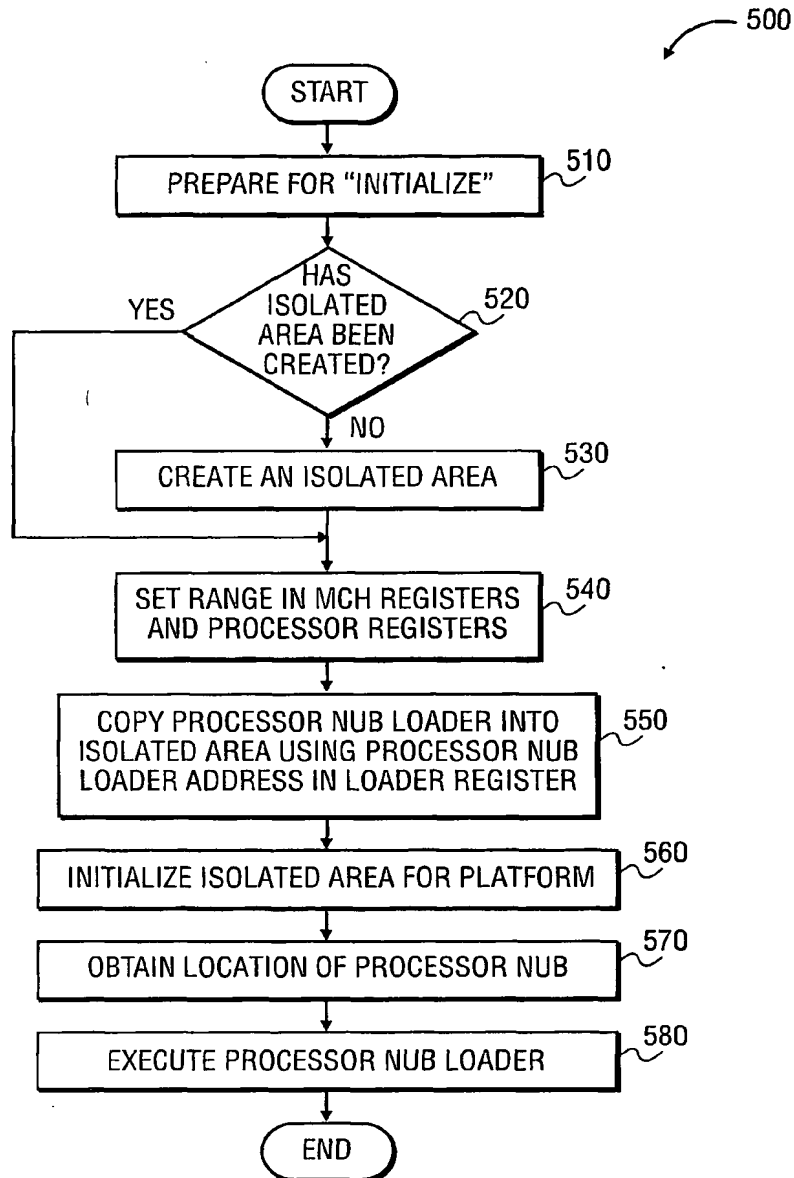 500
START
PREPARE FOR “INITIALIZE”
510
HAS
ISOLATED
AREA BEEN
CREATED?
520
YES
NO
CREATE AN ISOLATED AREA
530
SET RANGE IN MCH REGISTERS
AND PROCESSOR REGISTERS
540
COPY PROCESSOR NUB LOADER INTO
ISOLATED AREA USING PROCESSOR NUB
LOADER ADDRESS IN LOADER REGISTER
550
INITIALIZE ISOLATED AREA FOR PLATFORM
560
OBTAIN LOCATION OF PROCESSOR NUB
570
EXECUTE PROCESSOR NUB LOADER
580
END